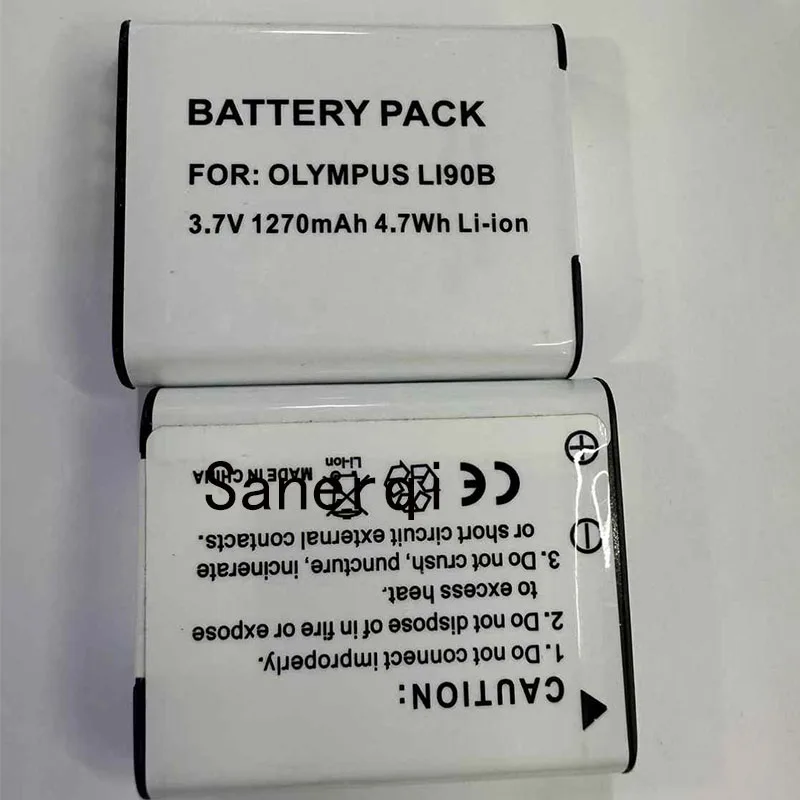 BATTERY PACK
FOR: OLYMPUS LI90B
3.7V 1270mAh 4.7Wh Li-ion
CAUTION:
1. Do not connect improperly.
2. Do not dispose of in fire or expose
to excess heat.
3. Do not crush, puncture, incinerate
or short circuit external contacts.
CE
Li-ion
MADE IN CHINA
Sanerqi